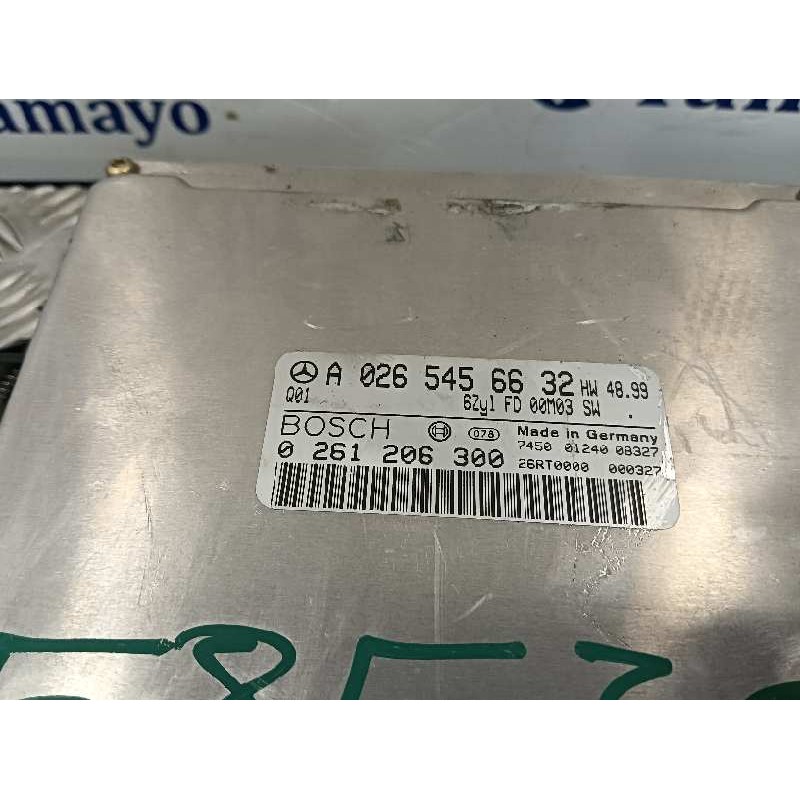 amayo
A 026 545 66 32 HW 48.99
Q01 6Zyl FD 00M03 SW .
BOSCH 078 Made in Germany
7450 01240 08327
0 261 206 300 26RT0000 000327